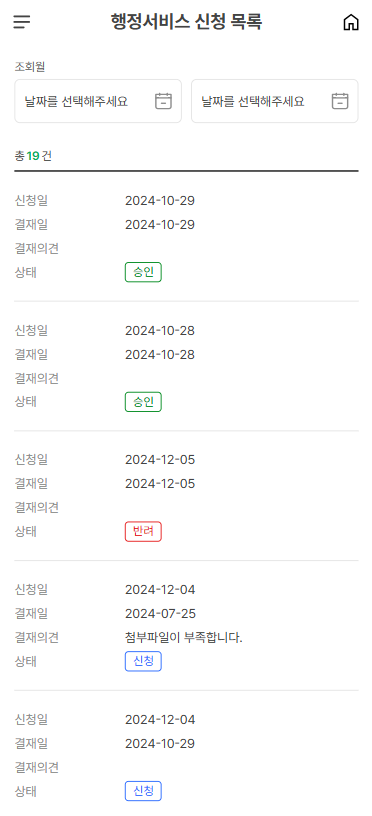 행정서비스 신청 목록
조회월
날짜를 선택해주세요 날짜를 선택해주세요
총 19 건
신청일 2024-10-29
결재일 2024-10-29
결재의견
상태 승인
신청일 2024-10-28
결재일 2024-10-28
결재의견
상태 승인
신청일 2024-12-05
결재일 2024-12-05
결재의견
상태 반려
신청일 2024-12-04
결재일 2024-07-25
결재의견 첨부파일이 부족합니다.
상태 신청
신청일 2024-12-04
결재일 2024-10-29
결재의견
상태 신청